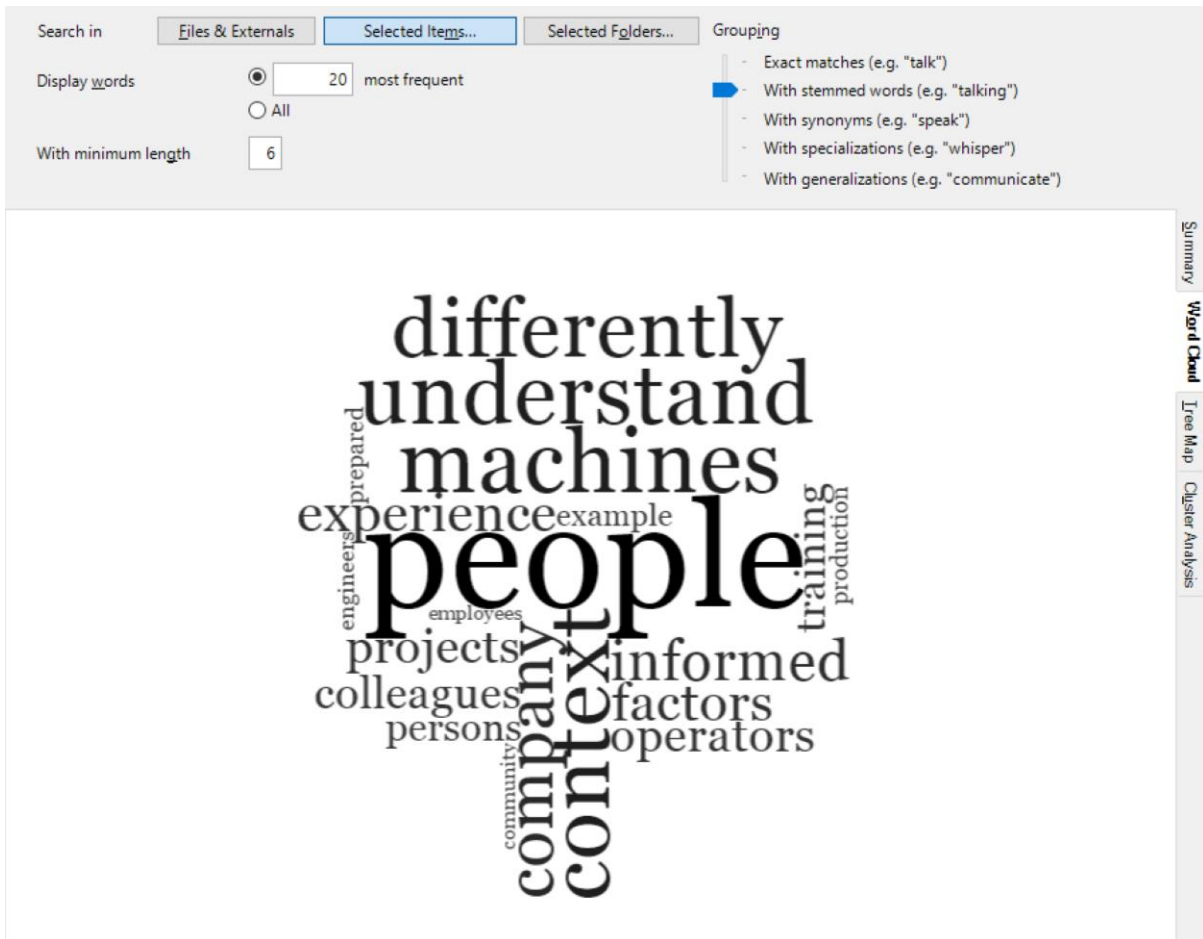 Search in Files & Externals Selected Items... Selected Folders... Grouping
Exact matches (e.g. "talk")
Display words 20 most frequent
With stemmed words (e.g. "talking")
All
With synonyms (e.g. "speak")
With minimum length 6
With specializations (e.g. "whisper")
With generalizations (e.g. "communicate")
Summary
Word Cloud
Tree Map
Cluster Analysis
differently
understand
prepared
machines
experience example
training
production
engineers
people
employees
projects
company
context
informed
colleagues
factors
persons
operators
community